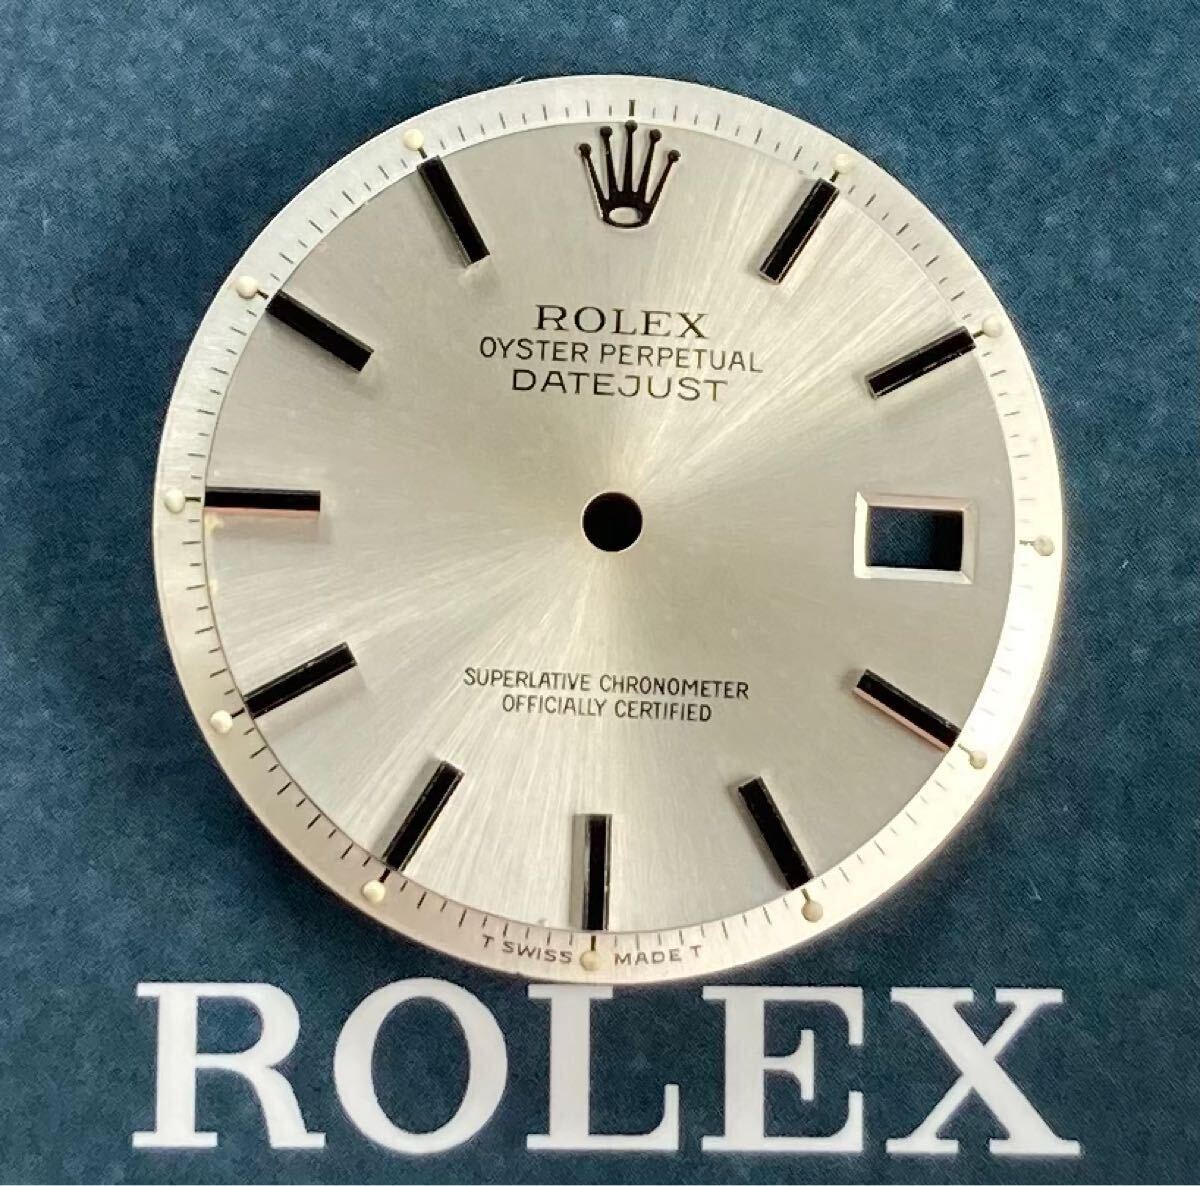 ROLEX
OYSTER PERPETUAL
DATEJUST
SUPERLATIVE CHRONOMETER
OFFICIALLY CERTIFIED
T SWISS MADE T
ROLEX